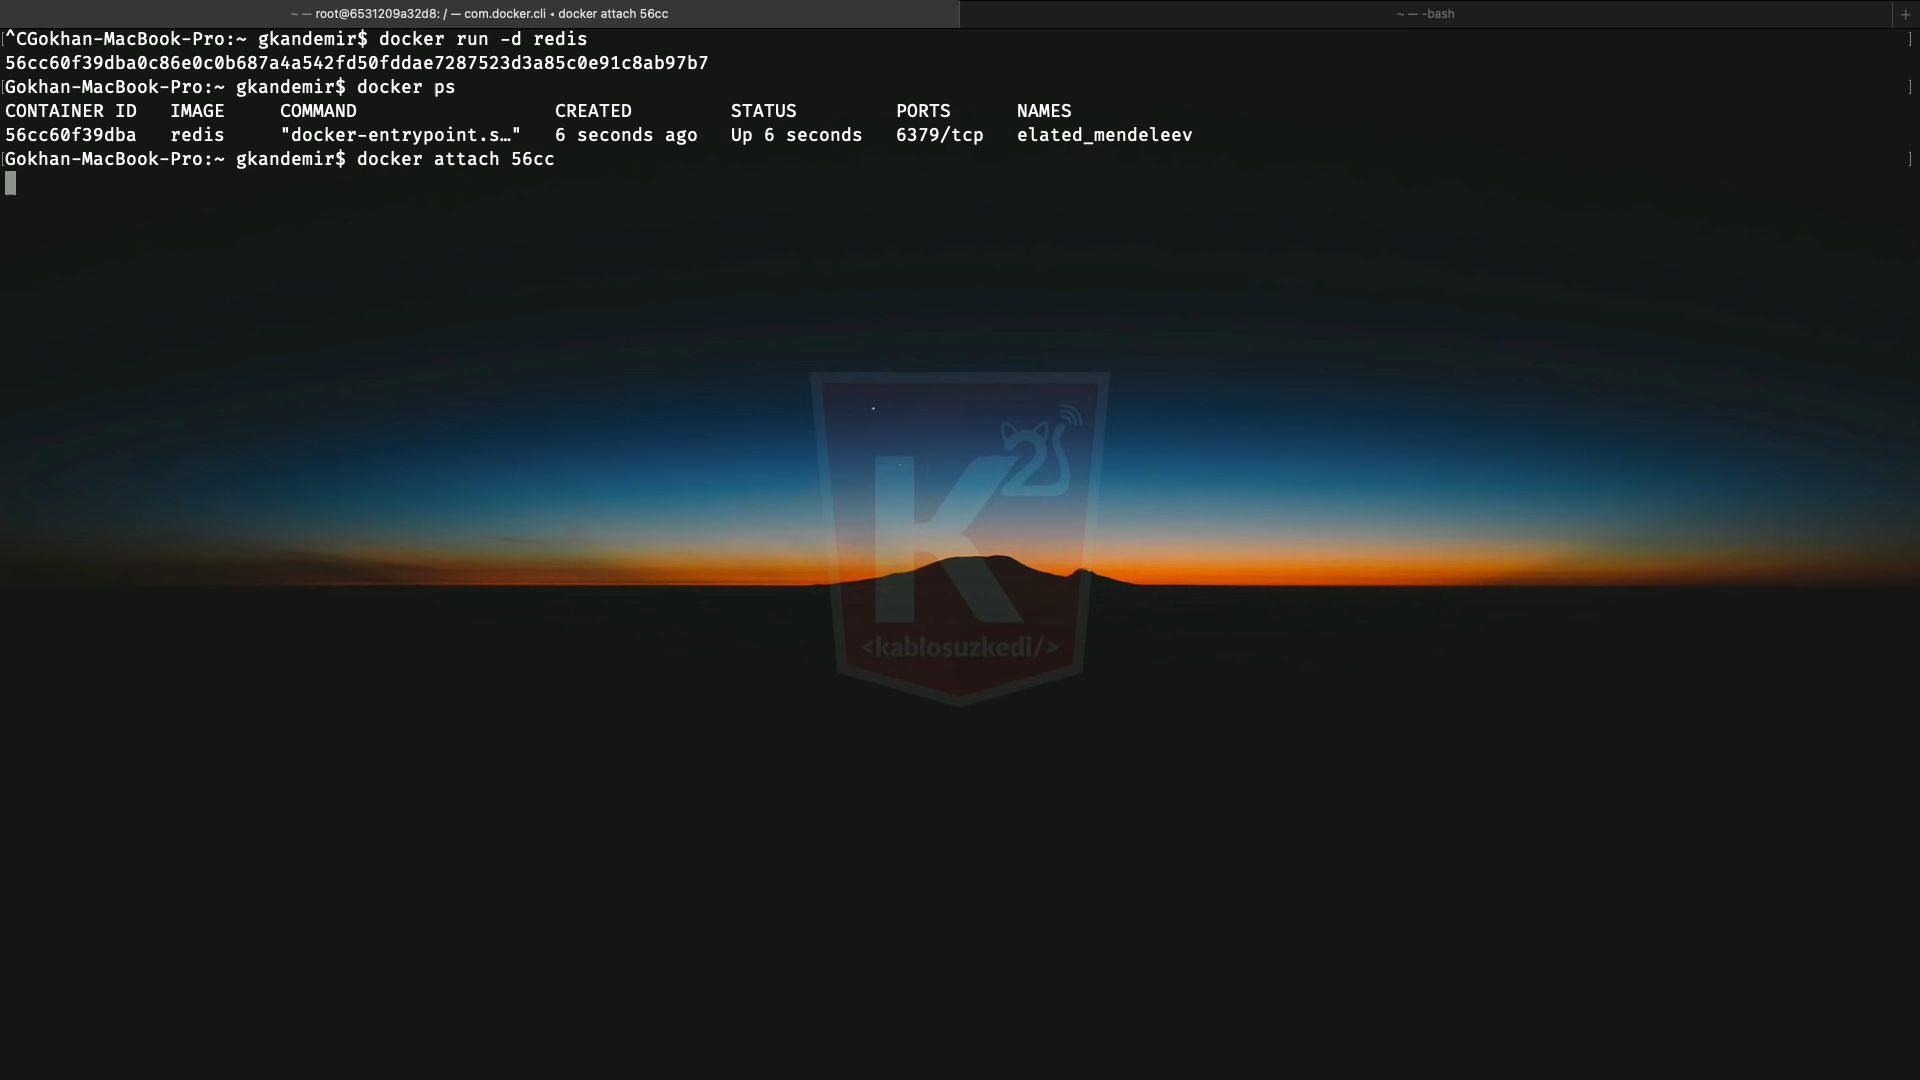 ~ — root@6531209a32d8: / — com.docker.cli ◂ docker attach 56cc
~ — -bash
+
[^CGokhan-MacBook-Pro:~ gkandemir$ docker run -d redis ]
56cc60f39dba0c86e0c0b687a4a542fd50fddae7287523d3a85c0e91c8ab97b7
[Gokhan-MacBook-Pro:~ gkandemir$ docker ps ]
CONTAINER ID   IMAGE     COMMAND                  CREATED         STATUS         PORTS      NAMES
56cc60f39dba   redis     "docker-entrypoint.s…"   6 seconds ago   Up 6 seconds   6379/tcp   elated_mendeleev
[Gokhan-MacBook-Pro:~ gkandemir$ docker attach 56cc ]
K2
<kablosuzkedi/>